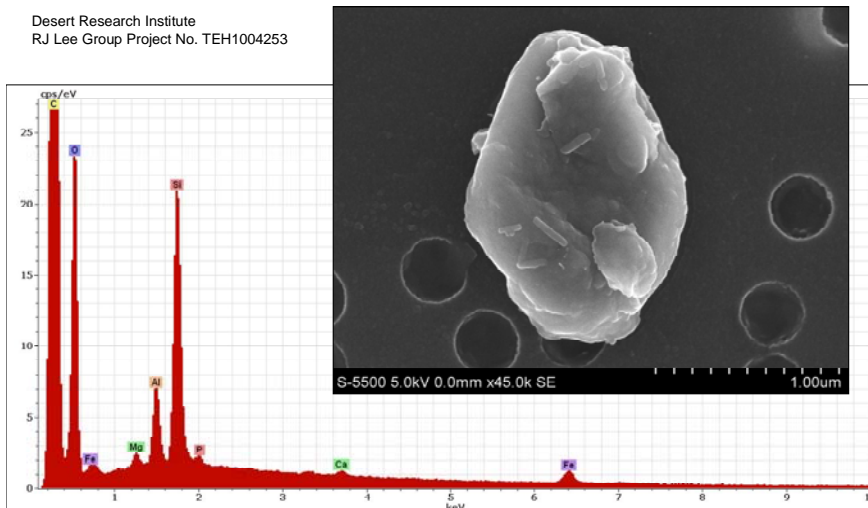 Desert Research Institute
RJ Lee Group Project No. TEH1004253
cps/eV
C
O
Si
Al
Mg
Fe
P
Ca
Fe
25
20
15
10
5
0
1
2
3
4
5
6
7
8
9
keV
S-5500 5.0kV 0.0mm x45.0k SE
1.00um